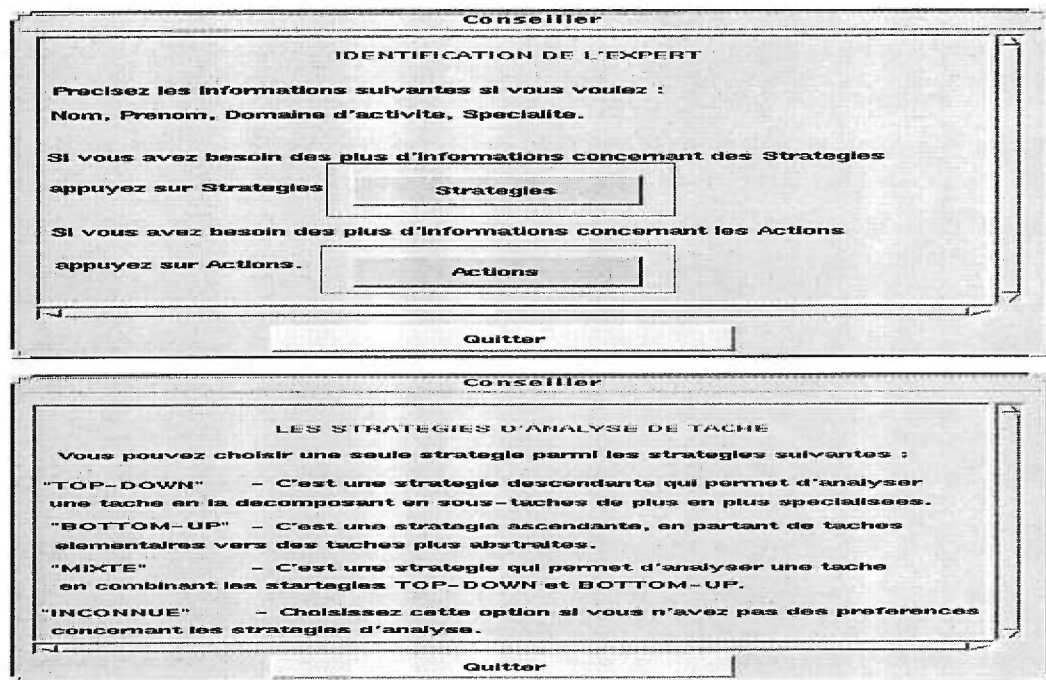 Conseiller
IDENTIFICATION DE L'EXPERT
Precisez les informations suivantes si vous voulez :
Nom, Prenom, Domaine d'activite, Specialite.
Si vous avez besoin des plus d'informations concernant des Strategies
appuyez sur Strategies Strategies
Si vous avez besoin des plus d'informations concernant les Actions
appuyez sur Actions. Actions
Quitter
Conseiller
LES STRATEGIES D'ANALYSE DE TACHE
Vous pouvez choisir une seule strategie parmi les strategies suivantes :
"TOP-DOWN" - C'est une strategie descendante qui permet d'analyser
une tache en la decomposant en sous-taches de plus en plus specialisees.
"BOTTOM-UP" - C'est une strategie ascendante, en partant de taches
elementaires vers des taches plus abstraites.
"MIXTE" - C'est une strategie qui permet d'analyser une tache
en combinant les startegies TOP-DOWN et BOTTOM-UP.
"INCONNUE" - Choisissez cette option si vous n'avez pas des preferences
concernant les strategies d'analyse.
Quitter